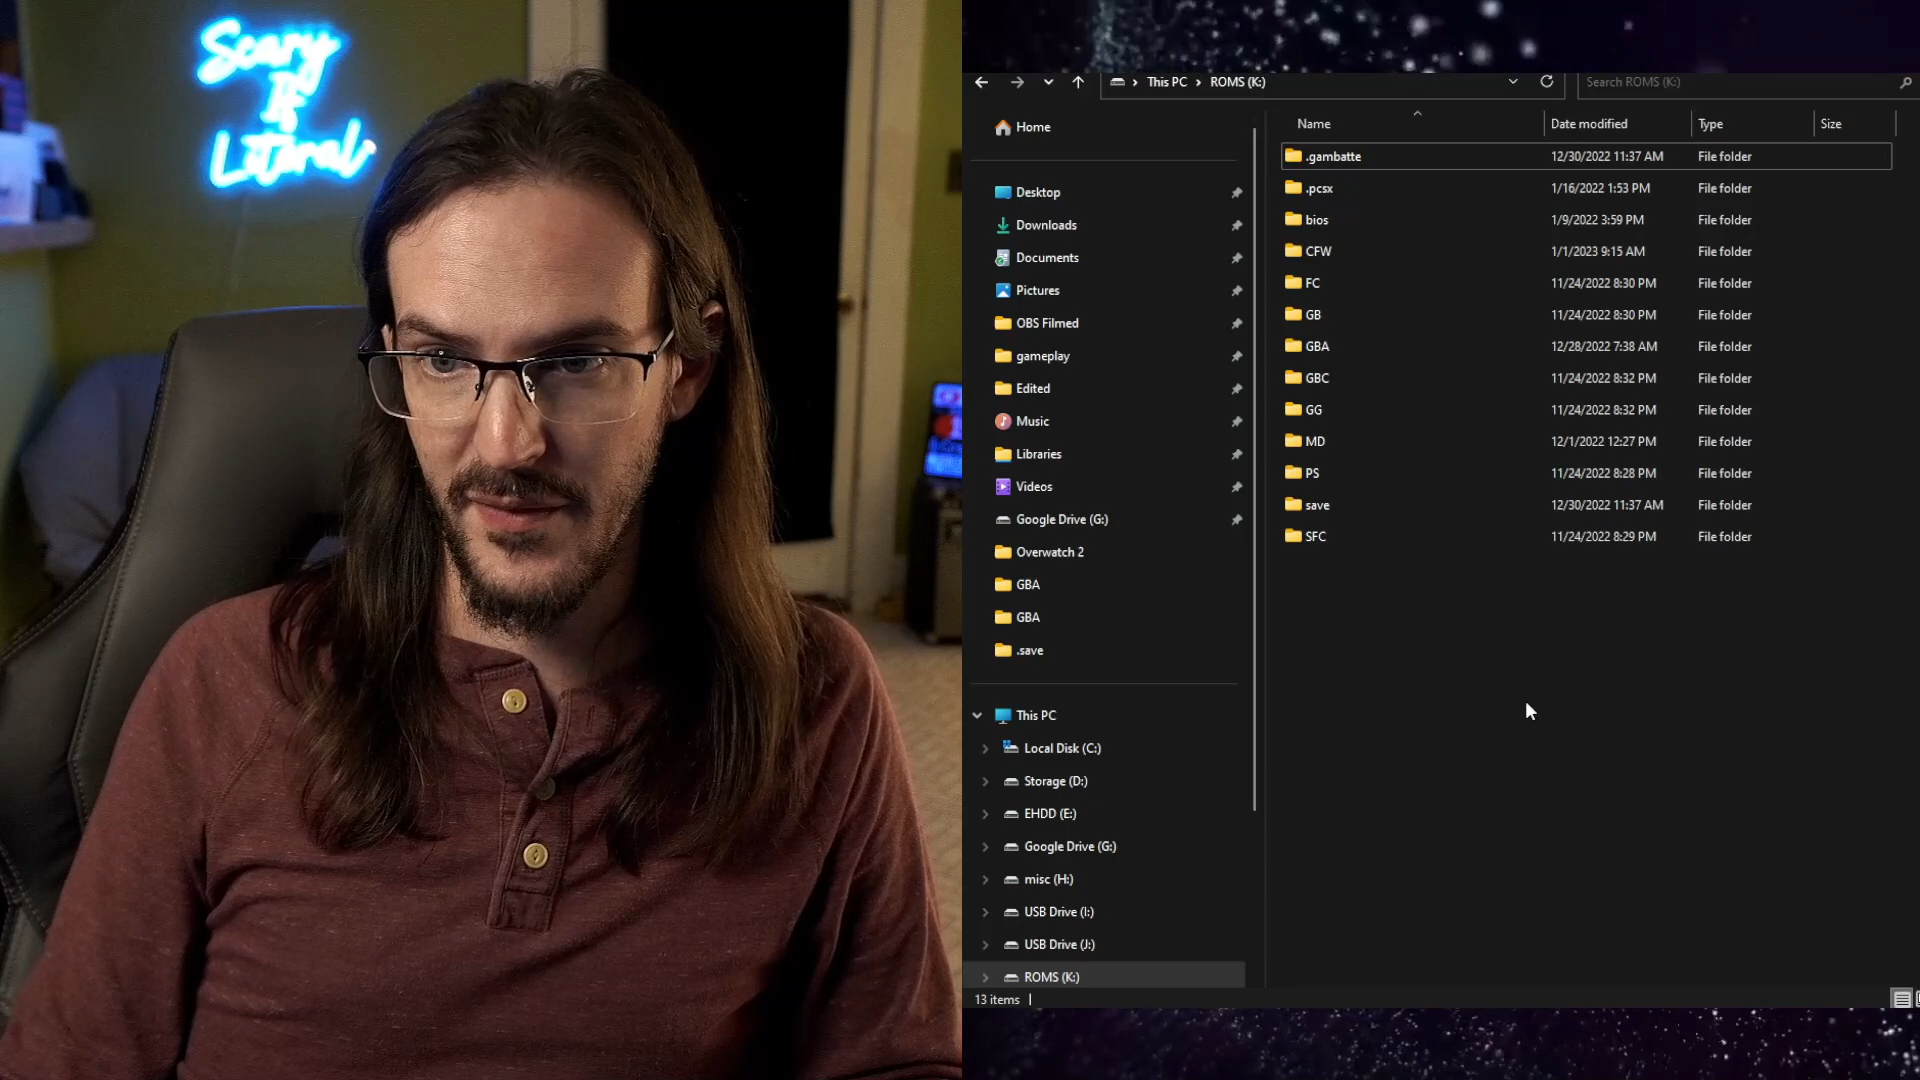 Scary
Is
Literal
This PC > ROMS (K:)
Search ROMS (K:)
Name Date modified Type Size
.gambatte 12/30/2022 11:37 AM File folder
.pcsx 1/16/2022 1:53 PM File folder
bios 1/9/2022 3:59 PM File folder
CFW 1/1/2023 9:15 AM File folder
FC 11/24/2022 8:30 PM File folder
GB 11/24/2022 8:30 PM File folder
GBA 12/28/2022 7:38 AM File folder
GBC 11/24/2022 8:32 PM File folder
GG 11/24/2022 8:32 PM File folder
MD 12/1/2022 12:27 PM File folder
PS 11/24/2022 8:28 PM File folder
save 12/30/2022 11:37 AM File folder
SFC 11/24/2022 8:29 PM File folder
Home
Desktop
Downloads
Documents
Pictures
OBS Filmed
gameplay
Edited
Music
Libraries
Videos
Google Drive (G:)
Overwatch 2
GBA
GBA
.save
This PC
Local Disk (C:)
Storage (D:)
EHDD (E:)
Google Drive (G:)
misc (H:)
USB Drive (I:)
USB Drive (J:)
ROMS (K:)
13 items